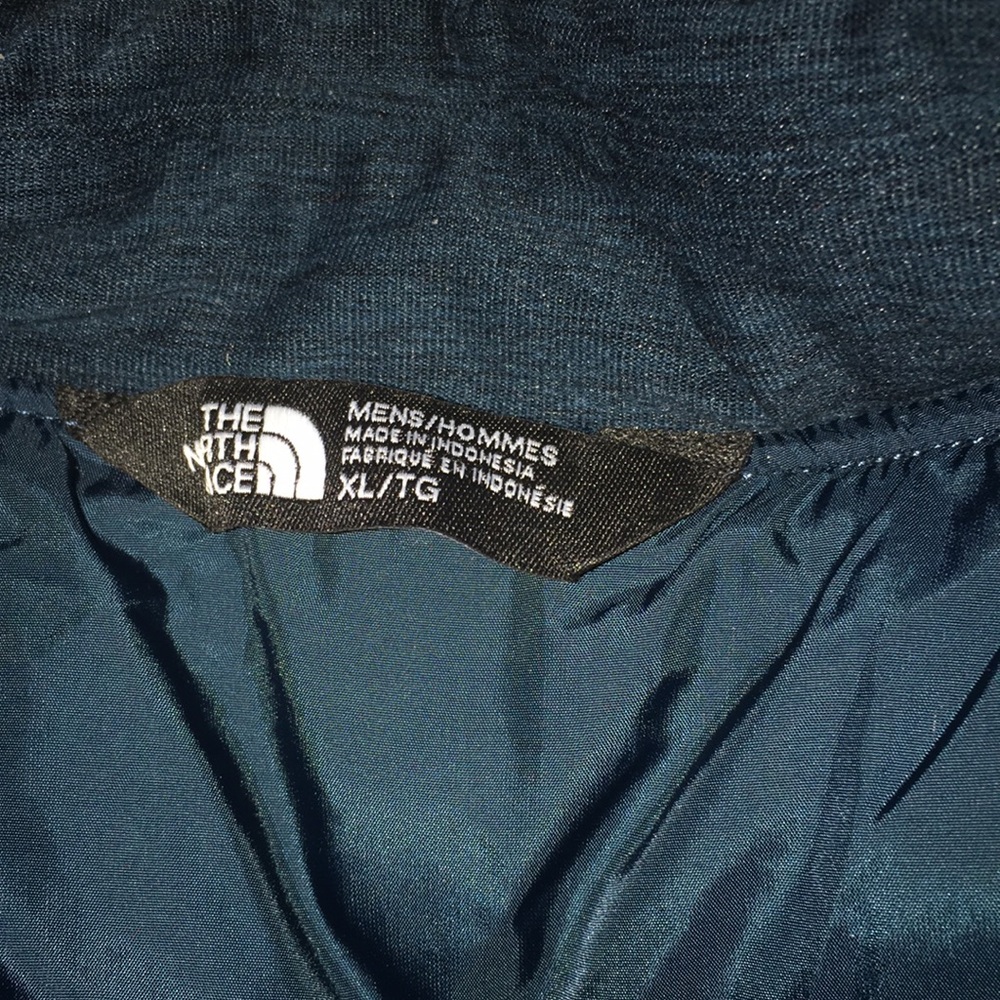 THE
NORTH
FACE
MENS/HOMMES
MADE IN INDONESIA
FABRIQUÉ EN INDONÉSIE
XL/TG